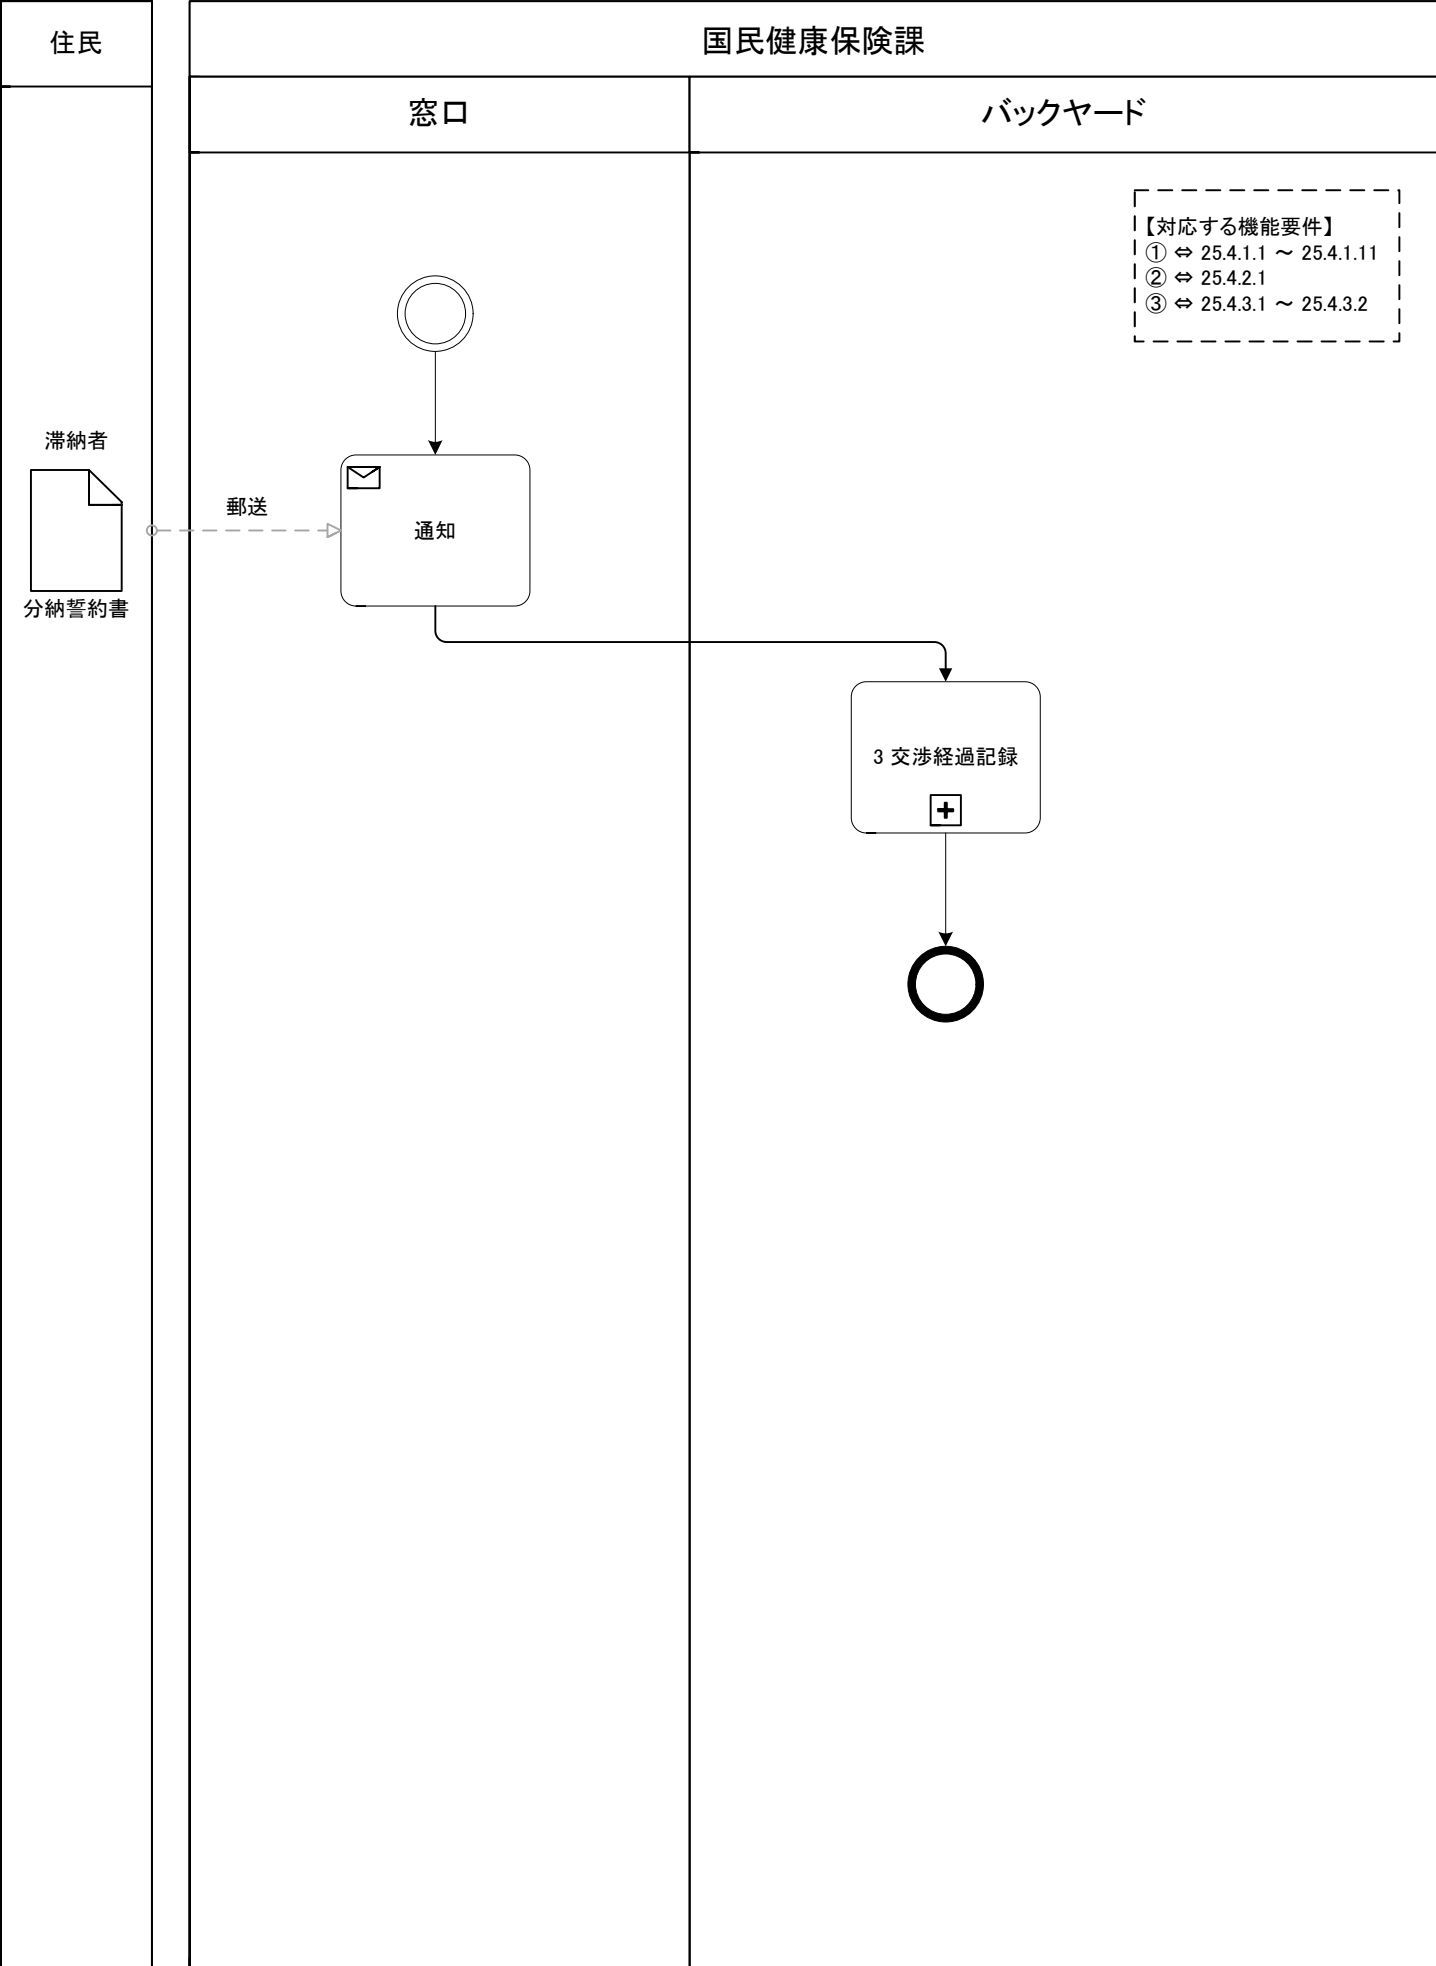 住民
国民健康保険課
窓口
バックヤード
【対応する機能要件】
① ⇔ 25.4.1.1 ～ 25.4.1.11
② ⇔ 25.4.2.1
③ ⇔ 25.4.3.1 ～ 25.4.3.2
滞納者
郵送
通知
分納誓約書
3 交渉経過記録